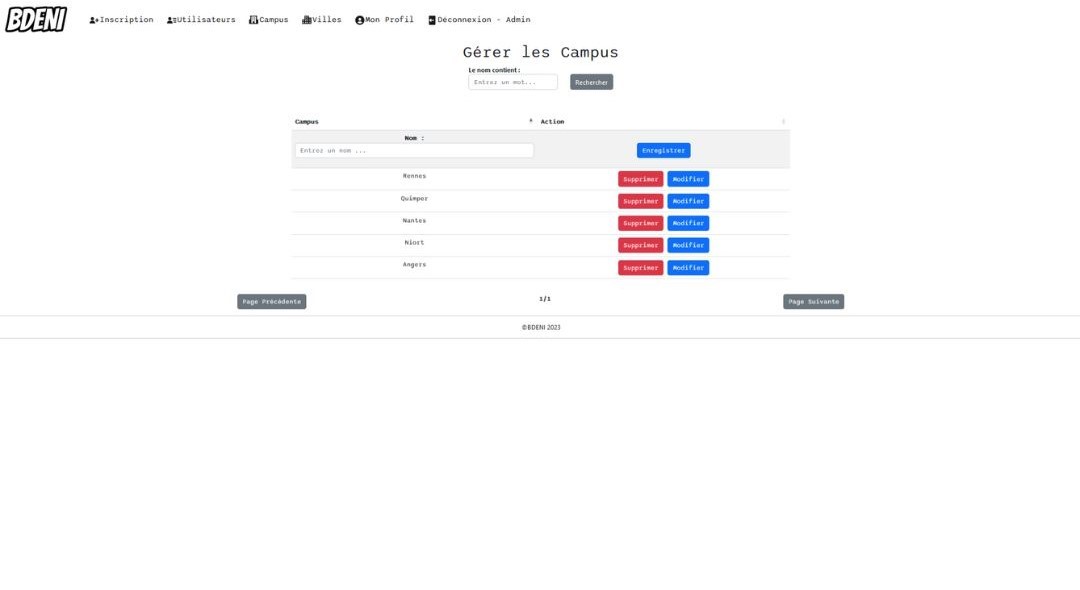 BDENI Inscription Utilisateurs Campus Villes Mon Profil Déconnexion - Admin
Gérer les Campus
Le nom contient :
Entrez un mot... Rechercher
Campus Action
Nom :
Entrez un nom ... Enregistrer
Rennes Supprimer Modifier
Quimper Supprimer Modifier
Nantes Supprimer Modifier
Niort Supprimer Modifier
Angers Supprimer Modifier
Page Précédente 1/1 Page Suivante
©BDENI 2023